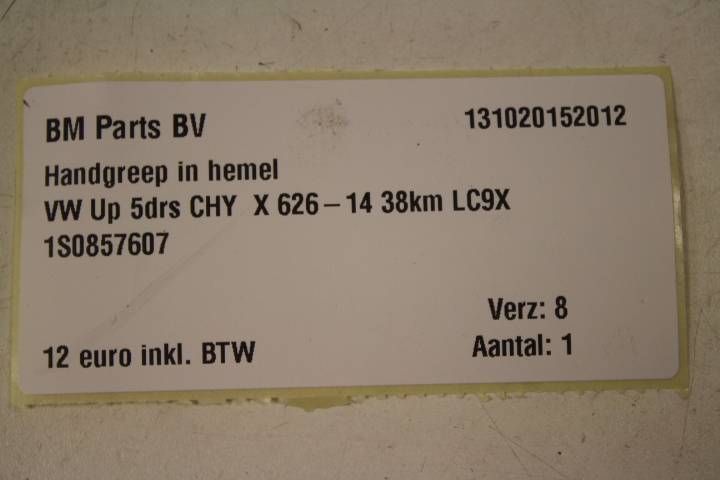 BM Parts BV 131020152012
Handgreep in hemel
VW Up 5drs CHY X 626-14 38km LC9X
1S0857607
Verz: 8
12 euro inkl. BTW Aantal: 1